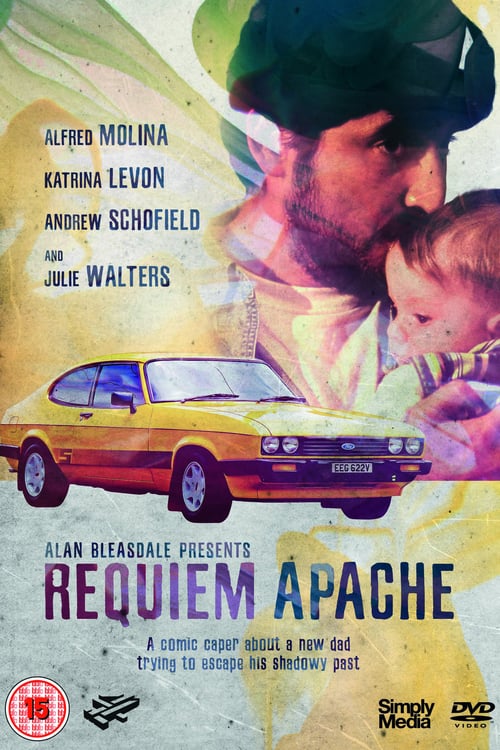 ALFRED MOLINA
KATRINA LEVON
ANDREW SCHOFIELD
AND
JULIE WALTERS
Ford
EEG 622V
S
ALAN BLEASDALE PRESENTS
REQUIEM APACHE
A comic caper about a new dad
trying to escape his shadowy past
15
Simply
Media
DVD
VIDEO